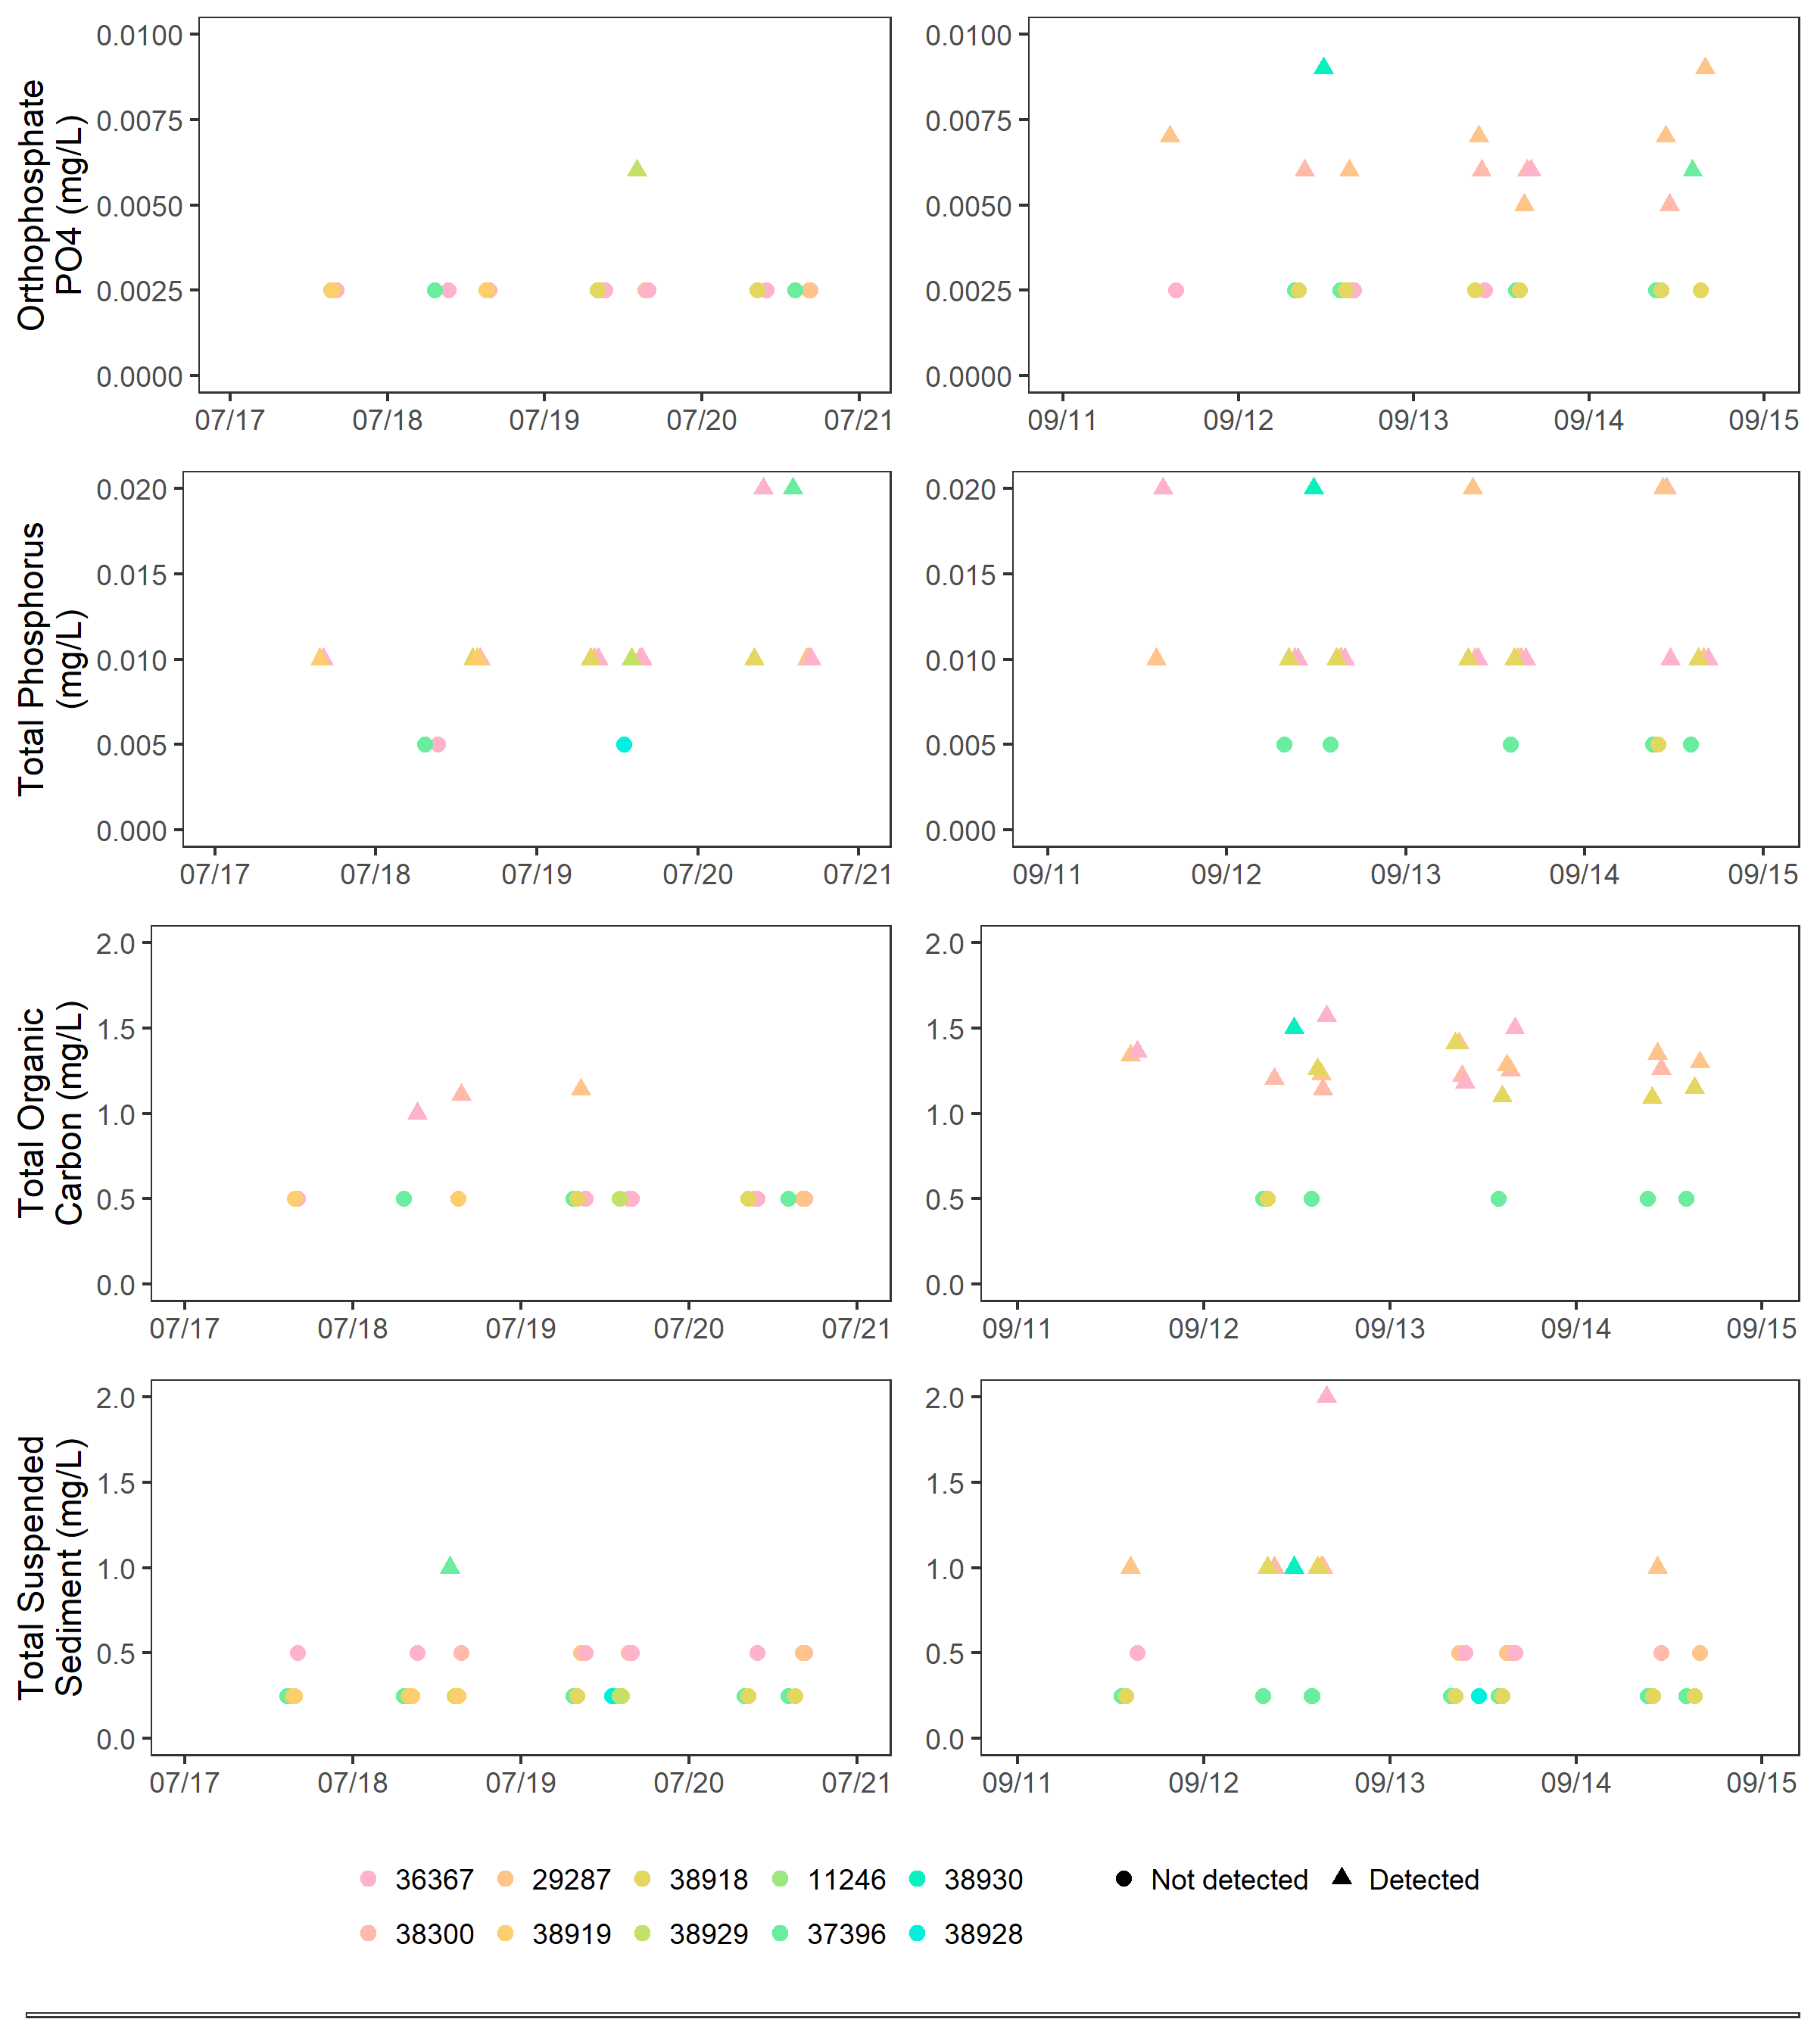 Orthophosphate
PO4 (mg/L)
0.0100
0.0075
0.0050
0.0025
0.0000
07/17 07/18 07/19 07/20 07/21
0.0100
0.0075
0.0050
0.0025
0.0000
09/11 09/12 09/13 09/14 09/15
Total Phosphorus
(mg/L)
0.020
0.015
0.010
0.005
0.000
07/17 07/18 07/19 07/20 07/21
0.020
0.015
0.010
0.005
0.000
09/11 09/12 09/13 09/14 09/15
Total Organic
Carbon (mg/L)
2.0
1.5
1.0
0.5
0.0
07/17 07/18 07/19 07/20 07/21
2.0
1.5
1.0
0.5
0.0
09/11 09/12 09/13 09/14 09/15
Total Suspended
Sediment (mg/L)
2.0
1.5
1.0
0.5
0.0
07/17 07/18 07/19 07/20 07/21
2.0
1.5
1.0
0.5
0.0
09/11 09/12 09/13 09/14 09/15
36367 29287 38918 11246 38930 Not detected Detected
38300 38919 38929 37396 38928